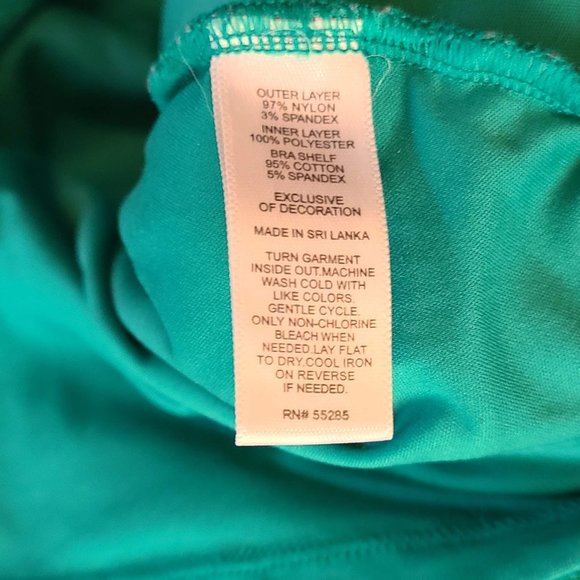 OUTER LAYER
97% NYLON
3% SPANDEX
INNER LAYER
100% POLYESTER
BRA SHELF
95% COTTON
5% SPANDEX
EXCLUSIVE
OF DECORATION
MADE IN SRI LANKA
TURN GARMENT
INSIDE OUT.MACHINE
WASH COLD WITH
LIKE COLORS.
GENTLE CYCLE.
ONLY NON-CHLORINE
BLEACH WHEN
NEEDED.LAY FLAT
TO DRY.COOL IRON
ON REVERSE
IF NEEDED.
RN# 55285